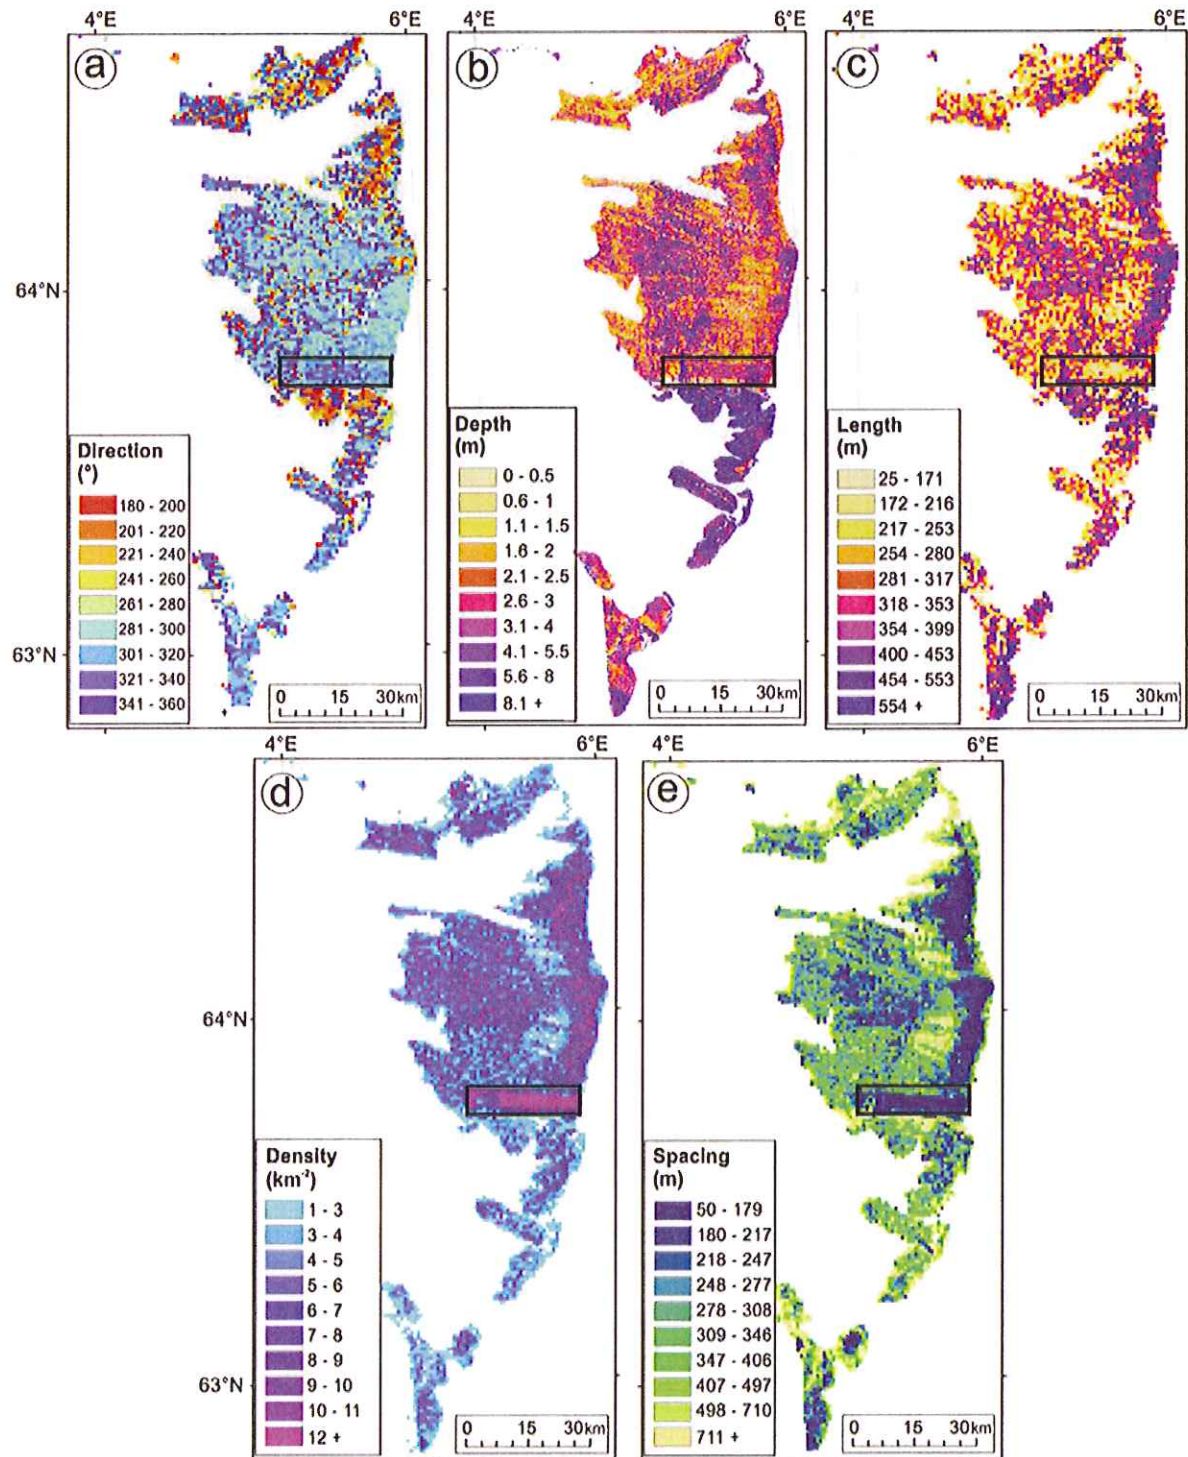 4°E 6°E
6°E
4°E 6°E
a
b
c
64°N
Direction
(°)
180 - 200
201 - 220
221 - 240
241 - 260
261 - 280
281 - 300
301 - 320
321 - 340
341 - 360
63°N
0 15 30km
Depth
(m)
0 - 0.5
0.6 - 1
1.1 - 1.5
1.6 - 2
2.1 - 2.5
2.6 - 3
3.1 - 4
4.1 - 5.5
5.6 - 8
8.1 +
0 15 30km
Length
(m)
25 - 171
172 - 216
217 - 253
254 - 280
281 - 317
318 - 353
354 - 399
400 - 453
454 - 553
554 +
0 15 30km
4°E 6°E
4°E 6°E
d
e
64°N
Density
(km⁻²)
1 - 3
3 - 4
4 - 5
5 - 6
6 - 7
7 - 8
8 - 9
9 - 10
10 - 11
12 +
63°N
0 15 30km
Spacing
(m)
50 - 179
180 - 217
218 - 247
248 - 277
278 - 308
309 - 346
347 - 406
407 - 497
498 - 710
711 +
0 15 30km